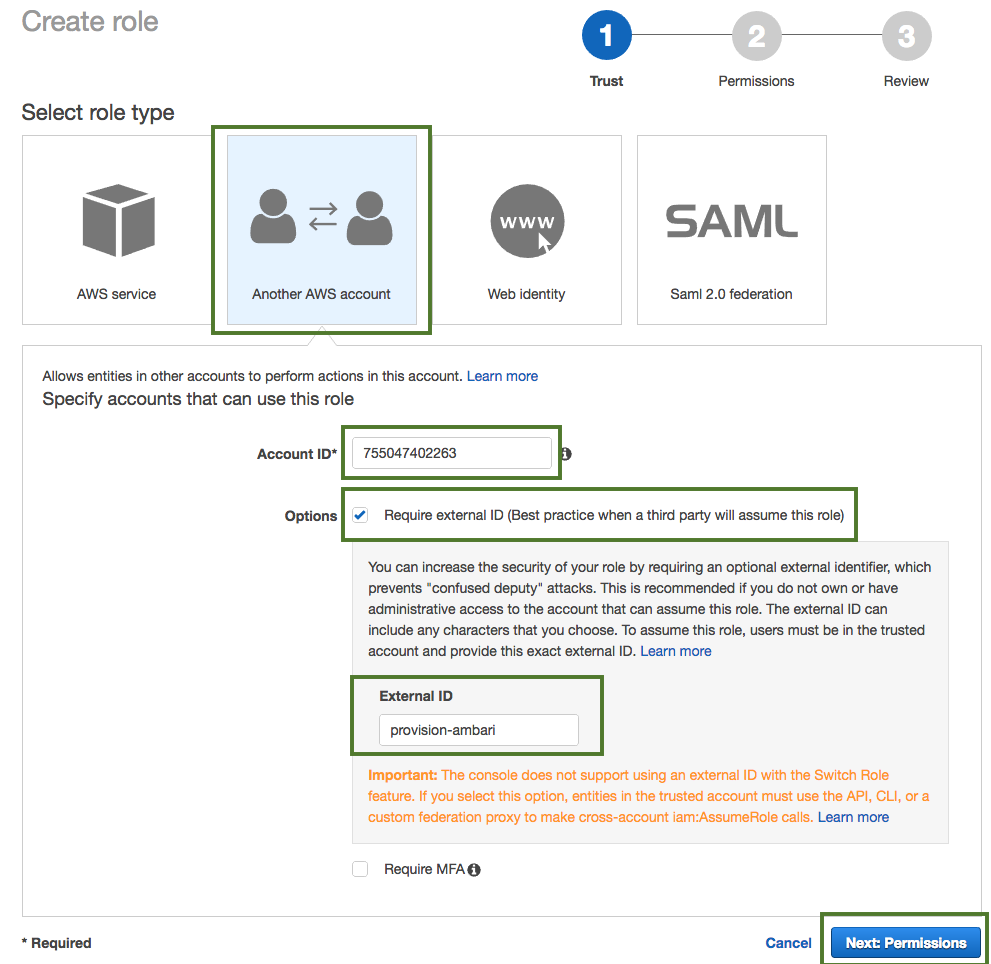 Create role
1
2
3
Trust
Permissions
Review
Select role type
AWS service
Another AWS account
www
Web identity
SAML
Saml 2.0 federation
Allows entities in other accounts to perform actions in this account. Learn more
Specify accounts that can use this role
Account ID*
755047402263
Options
Require external ID (Best practice when a third party will assume this role)
You can increase the security of your role by requiring an optional external identifier, which
prevents "confused deputy" attacks. This is recommended if you do not own or have
administrative access to the account that can assume this role. The external ID can
include any characters that you choose. To assume this role, users must be in the trusted
account and provide this exact external ID. Learn more
External ID
provision-ambari
Important: The console does not support using an external ID with the Switch Role
feature. If you select this option, entities in the trusted account must use the API, CLI, or a
custom federation proxy to make cross-account iam:AssumeRole calls. Learn more
Require MFA
* Required
Cancel
Next: Permissions